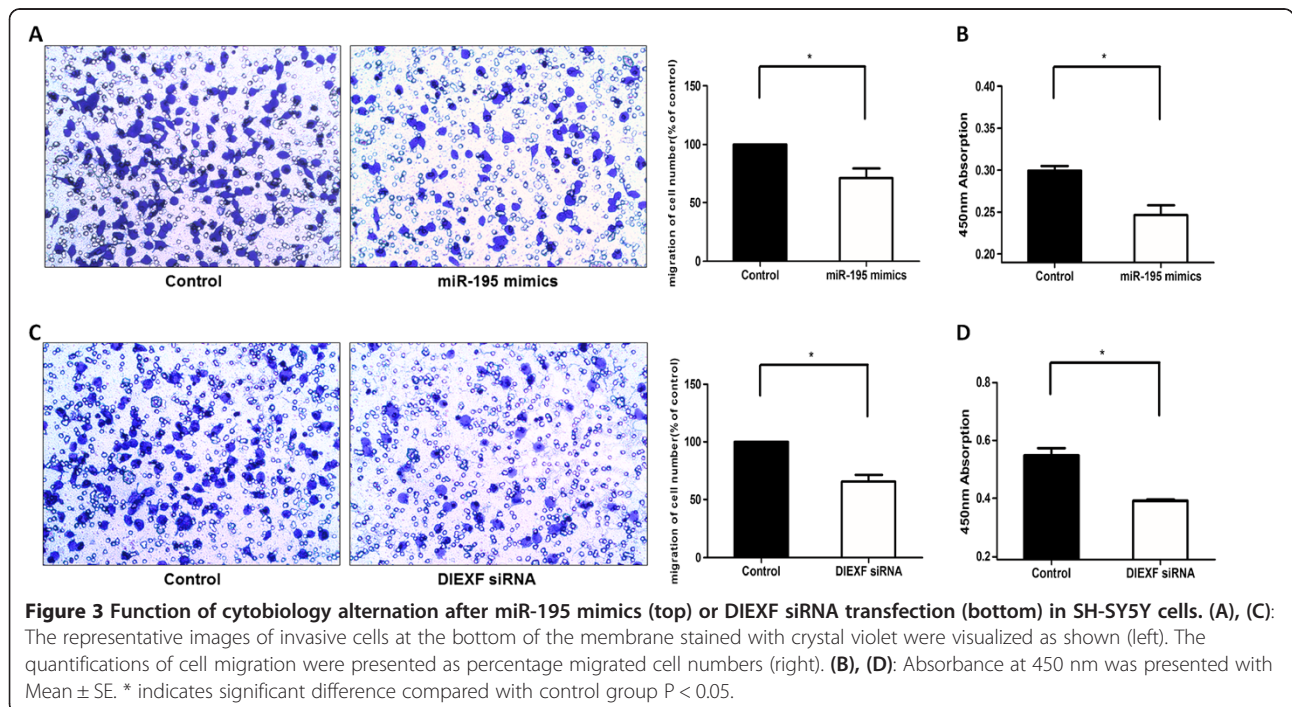 A
Control
miR-195 mimics
migration of cell number(% of control)
150
100
50
0
*
Control
miR-195 mimics
B
450nm Absorption
0.40
0.35
0.30
0.25
0.20
*
Control
miR-195 mimics
C
Control
DIEXF siRNA
migration of cell number(% of control)
150
100
50
0
*
Control
DIEXF siRNA
D
450nm Absorption
0.8
0.6
0.4
0.2
*
Control
DIEXF siRNA
Figure 3 Function of cytobiology alternation after miR-195 mimics (top) or DIEXF siRNA transfection (bottom) in SH-SY5Y cells. (A), (C):
The representative images of invasive cells at the bottom of the membrane stained with crystal violet were visualized as shown (left). The
quantifications of cell migration were presented as percentage migrated cell numbers (right). (B), (D): Absorbance at 450 nm was presented with
Mean ± SE. * indicates significant difference compared with control group P < 0.05.